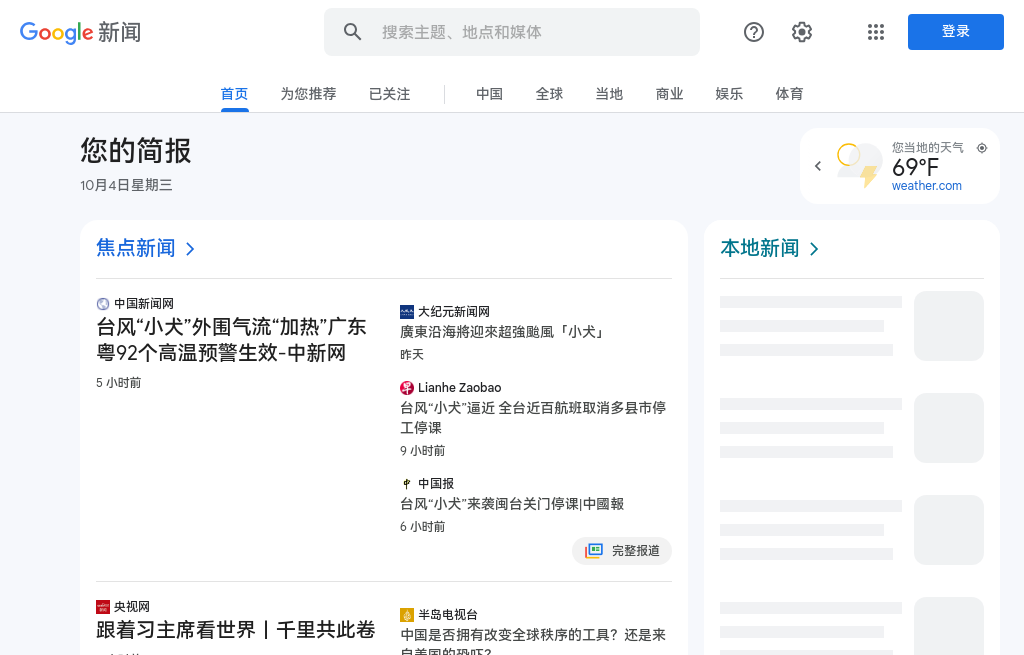 Google 新闻
搜索主题、地点和媒体
登录
首页
为您推荐
已关注
中国
全球
当地
商业
娱乐
体育
您的简报
10月4日星期三
您当地的天气
69°F
weather.com
焦点新闻
中国新闻网
台风“小犬”外围气流“加热”广东
粤92个高温预警生效-中新网
5 小时前
大纪元新闻网
廣東沿海將迎來超強颱風「小犬」
昨天
Lianhe Zaobao
台风“小犬”逼近 全台近百航班取消多县市停
工停课
9 小时前
中国报
台风“小犬”来袭闽台关门停课|中國報
6 小时前
完整报道
央视网
跟着习主席看世界丨千里共此卷
半岛电视台
中国是否拥有改变全球秩序的工具？还是来
自美国的恐吓?
本地新闻